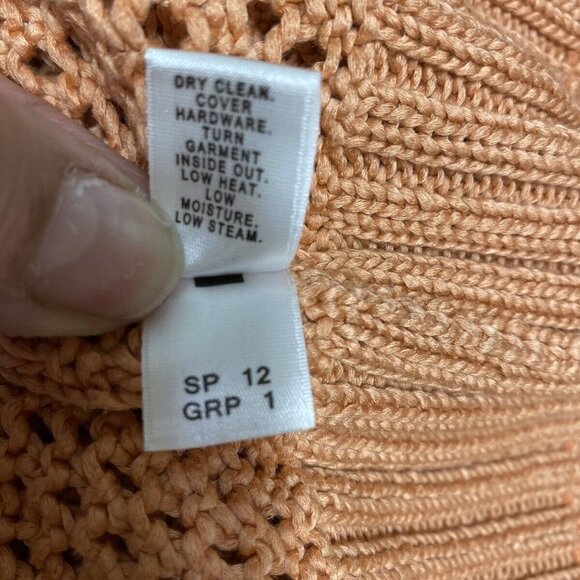 DRY CLEAN.
COVER
HARDWARE.
TURN
GARMENT
INSIDE OUT.
LOW HEAT.
LOW
MOISTURE.
LOW STEAM.
SP 12
GRP 1